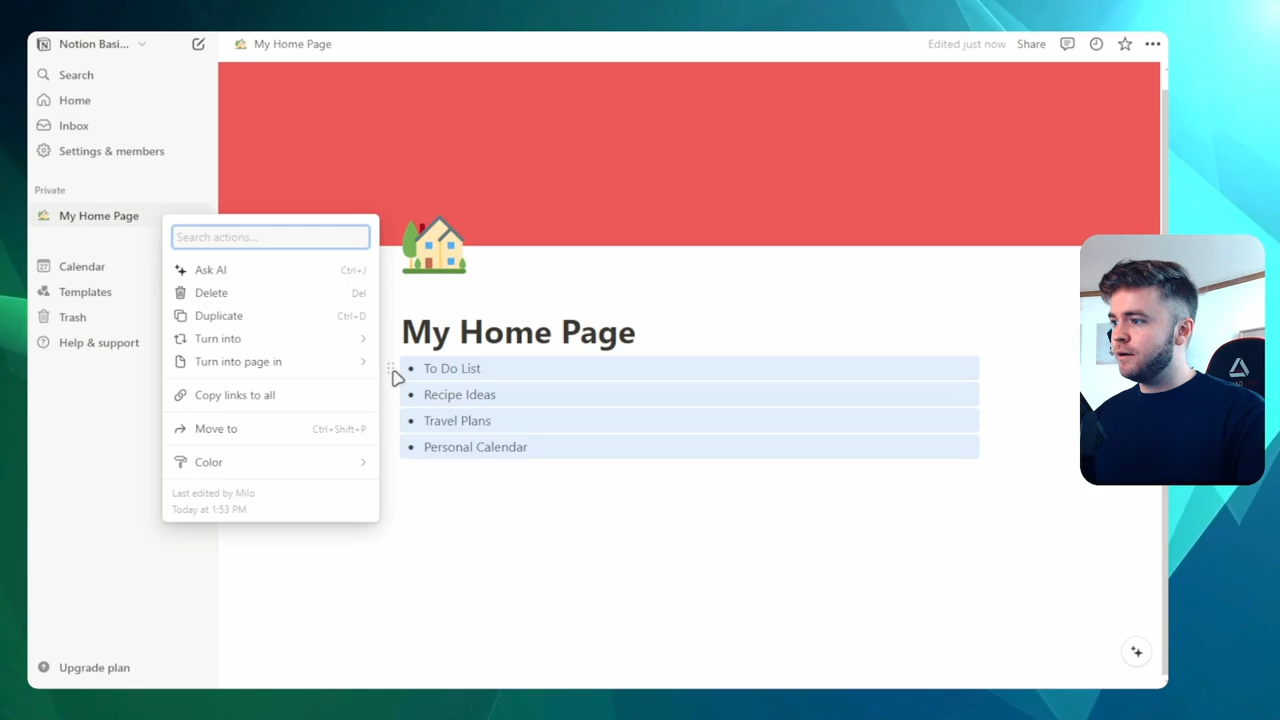 Notion Basi...
My Home Page
Edited just now
Share
Search
Home
Inbox
Settings & members
Private
My Home Page
Calendar
27
Templates
Trash
Help & support
Upgrade plan
Search actions...
Ask AI Ctrl+J
Delete Del
Duplicate Ctrl+D
Turn into
Turn into page in
Copy links to all
Move to Ctrl+Shift+P
Color
Last edited by Milo
Today at 1:53 PM
My Home Page
• To Do List
• Recipe Ideas
• Travel Plans
• Personal Calendar